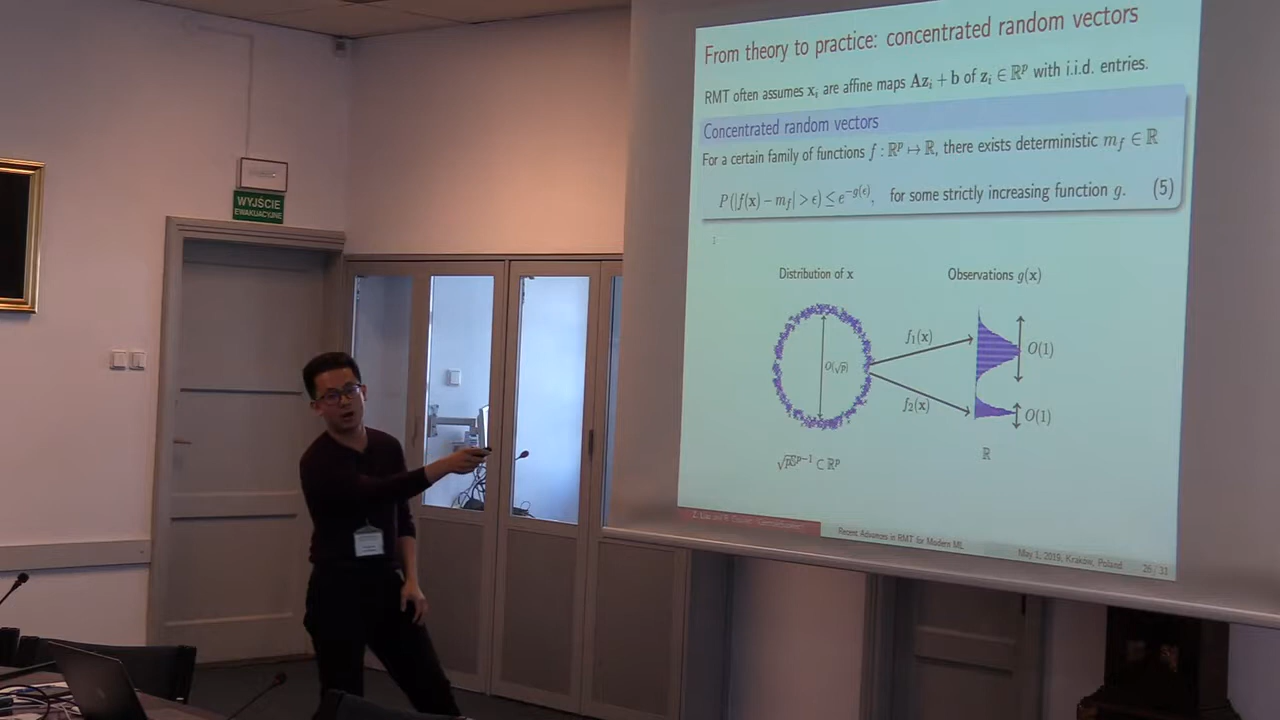 From theory to practice: concentrated random vectors
RMT often assumes xᵢ are affine maps Azᵢ + b of zᵢ ∈ ℝᵖ with i.i.d. entries.
Concentrated random vectors
For a certain family of functions f : ℝᵖ ↦ ℝ, there exists deterministic m_f ∈ ℝ
P(|f(x) − m_f| > ϵ) ≤ e^{−g(ϵ)}, for some strictly increasing function g. (5)
Distribution of x
Observations g(x)
O(√p)
f₁(x)
O(1)
f₂(x)
O(1)
ℝ
√pSᵖ⁻¹ ⊂ ℝᵖ
Recent Advances in RMT for Modern ML
May 1, 2019, Krakow, Poland
26 / 31
WYJŚCIE
EWAKUACYJNE